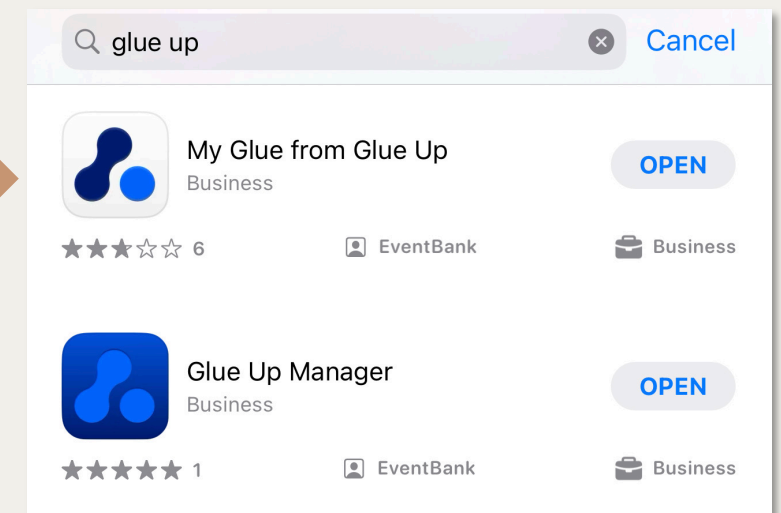 glue up Cancel
My Glue from Glue Up
Business
OPEN
6 EventBank Business
Glue Up Manager
Business
OPEN
1 EventBank Business